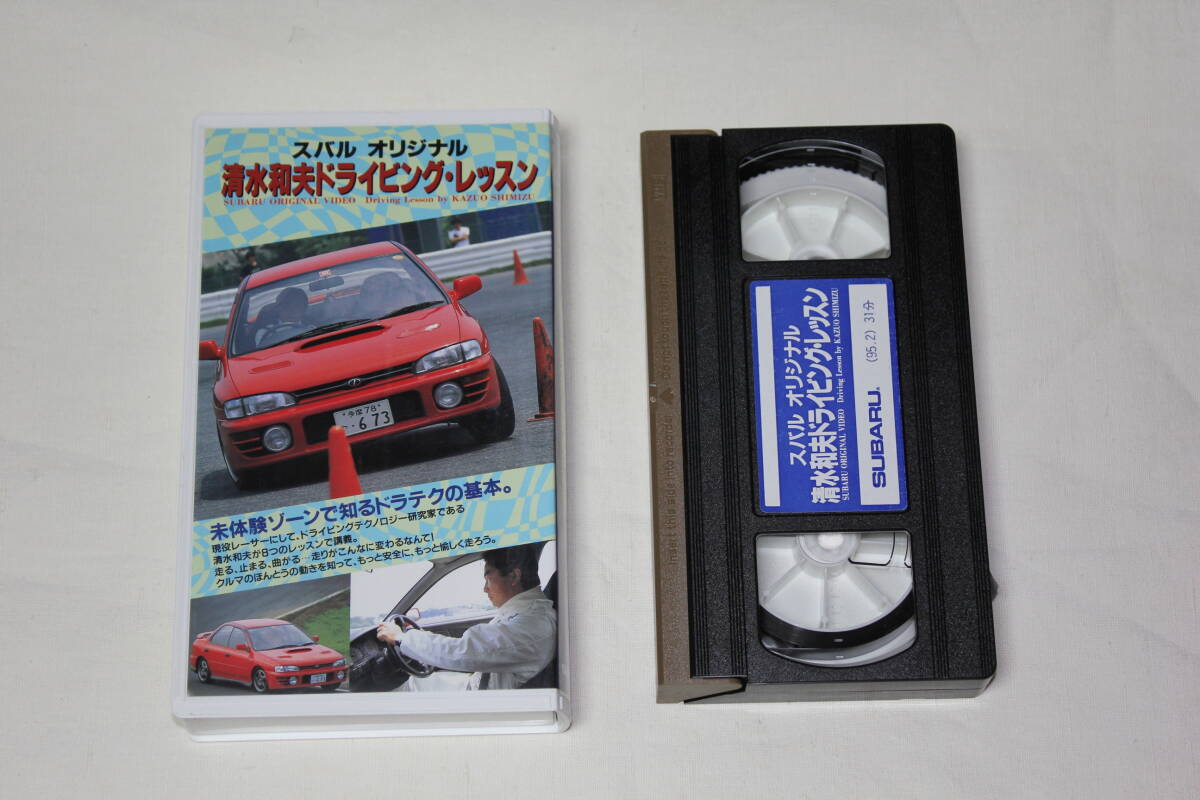 スバル オリジナル
清水和夫ドライビング・レッスン
SUBARU ORIGINAL VIDEO Driving Lesson by KAZUO SHIMIZU
多摩 78
673
未体験ゾーンで知るドラテクの基本。
現役レーサーにして、ドライビングテクノロジー研究家である
清水和夫が8つのレッスンで講義。
走る、止まる、曲がる…走りがこんなに変わるなんて!
クルマのほんとうの動きを知って、もっと安全に、もっと愉しく走ろう。
スバル オリジナル
清水和夫ドライビング・レッスン
SUBARU ORIGINAL VIDEO Driving Lesson by KAZUO SHIMIZU
SUBARU®
(95.2) 31分
Insert this side into recorder